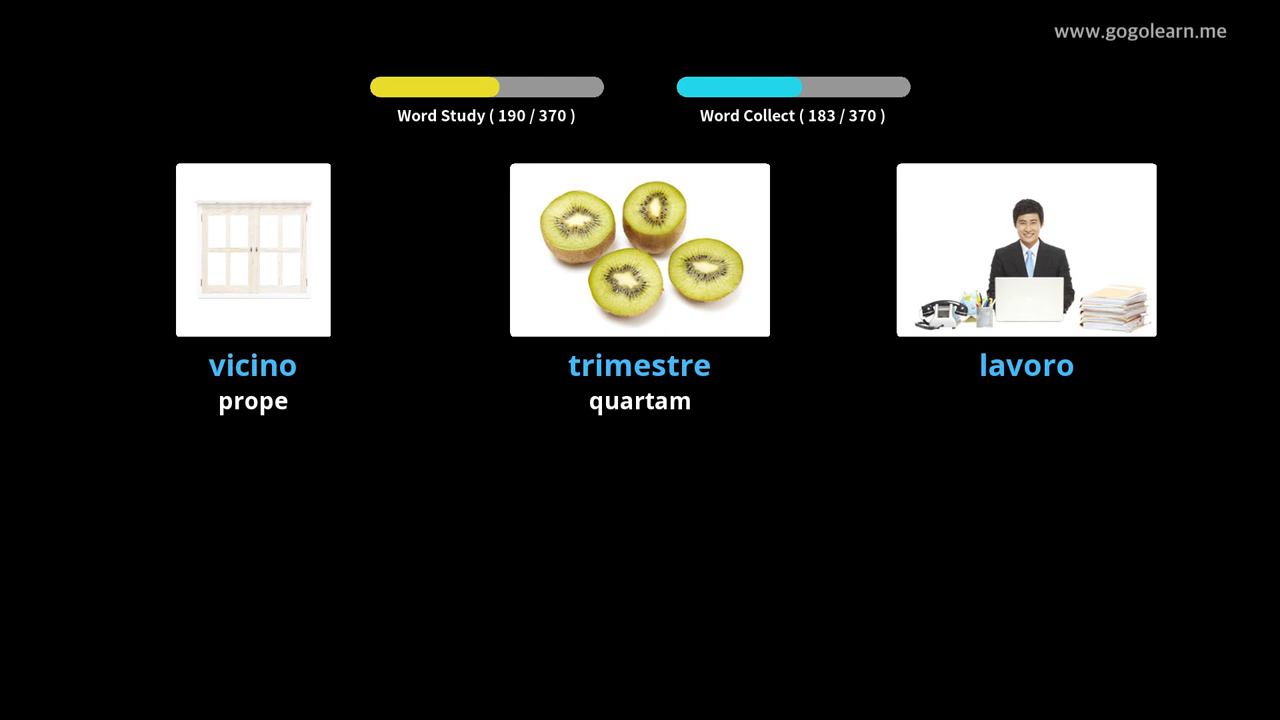 www.gogolearn.me
Word Study ( 190 / 370 )
Word Collect ( 183 / 370 )
vicino
prope
trimestre
quartam
lavoro